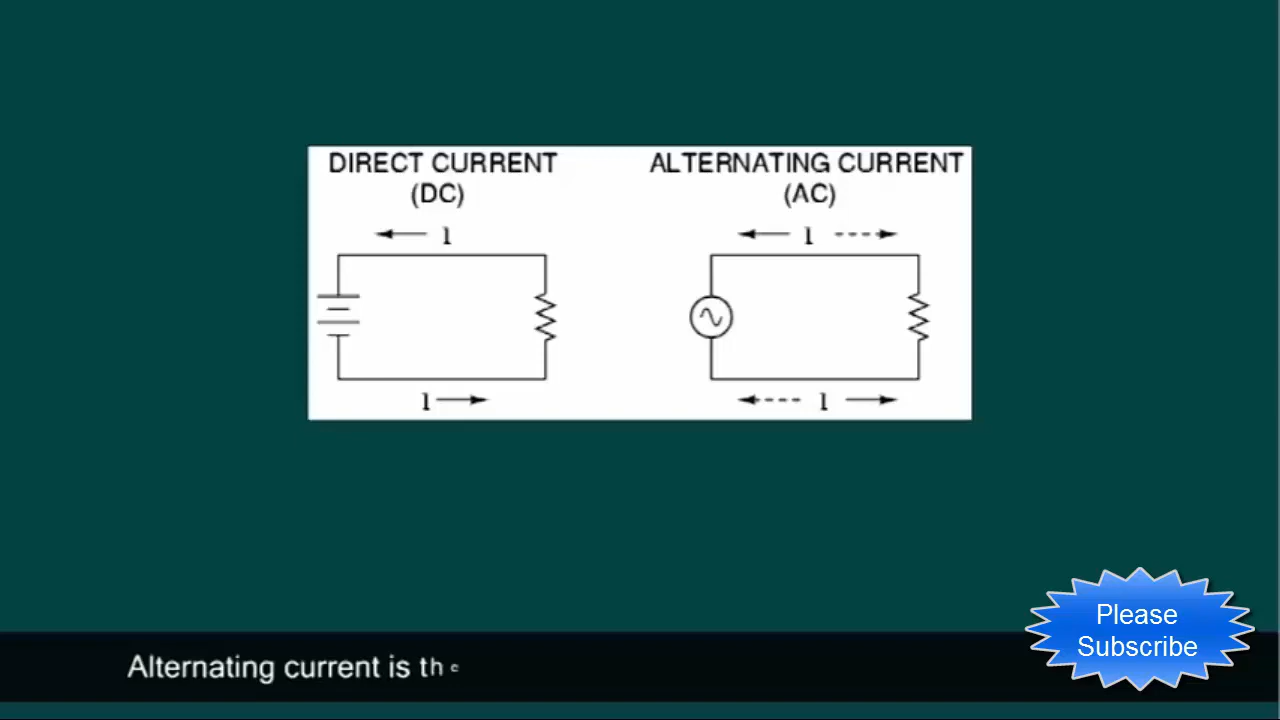 DIRECT CURRENT
(DC)
ALTERNATING CURRENT
(AC)
I
I
I
I
Alternating current is th
Please
Subscribe